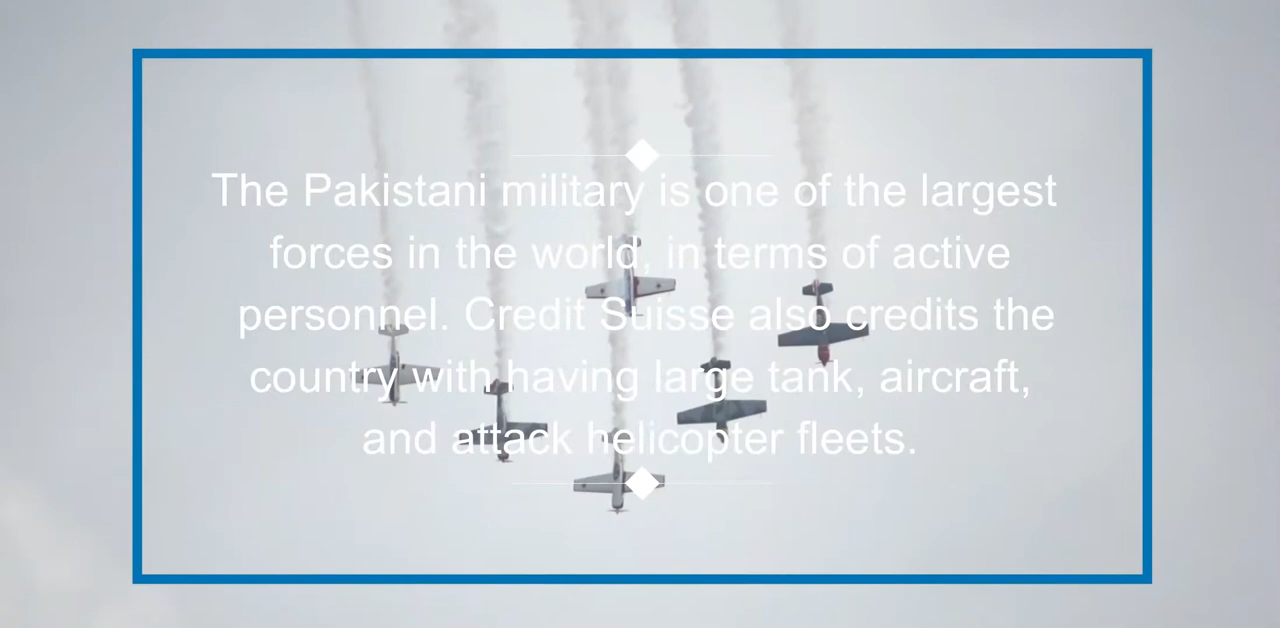 The Pakistani military is one of the largest
forces in the world, in terms of active
personnel. Credit Suisse also credits the
country with having large tank, aircraft,
and attack helicopter fleets.